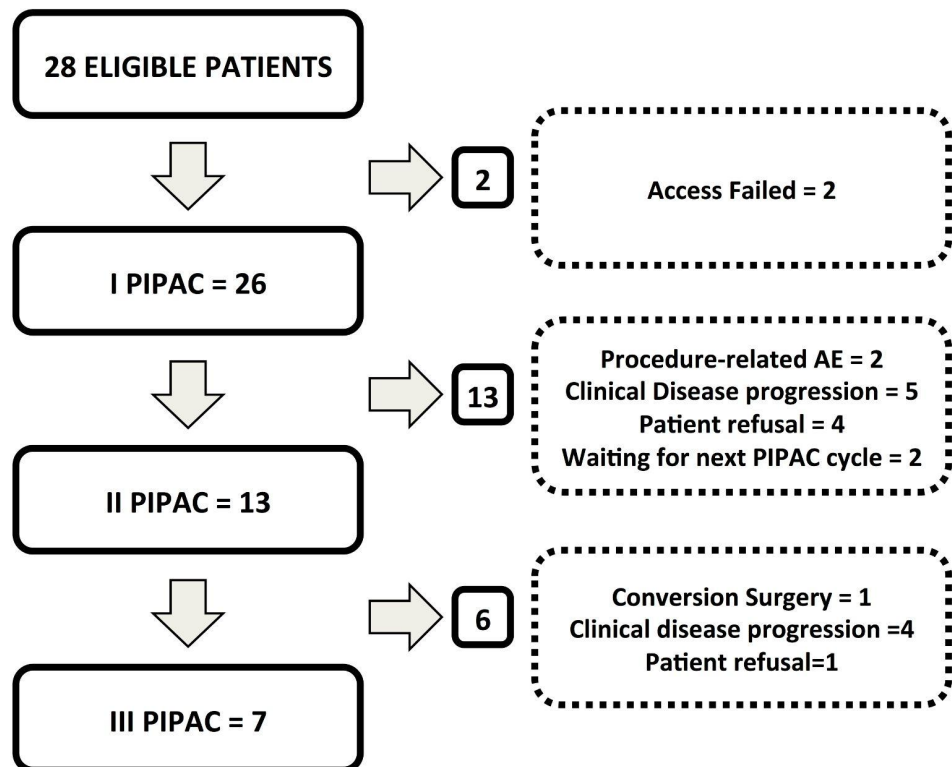 28 ELIGIBLE PATIENTS
2
Access Failed = 2
I PIPAC = 26
13
Procedure-related AE = 2
Clinical Disease progression = 5
Patient refusal = 4
Waiting for next PIPAC cycle = 2
II PIPAC = 13
6
Conversion Surgery = 1
Clinical disease progression =4
Patient refusal=1
III PIPAC = 7